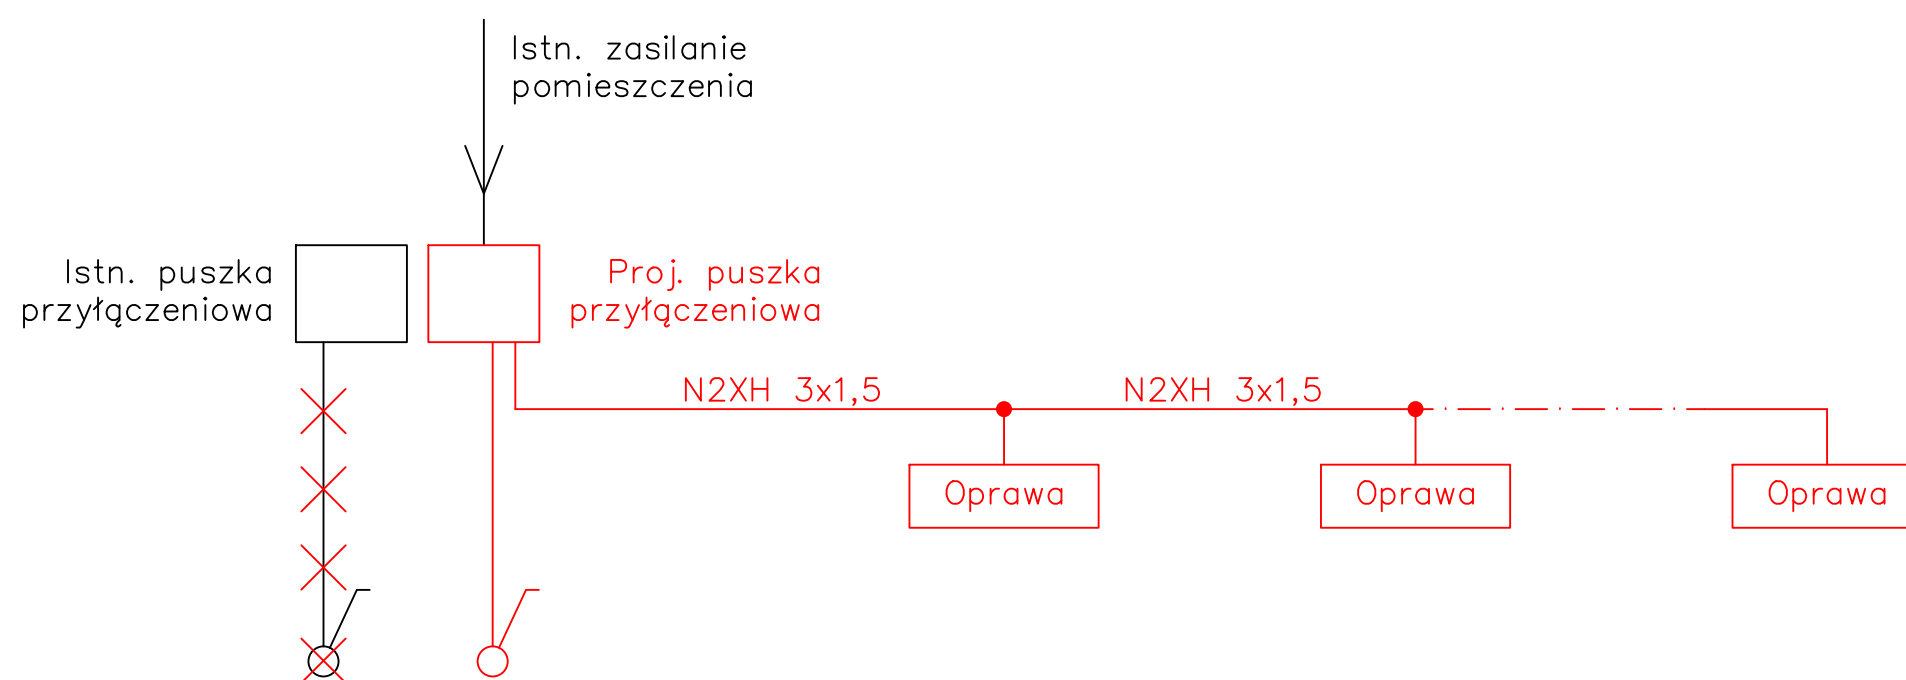 Istn. zasilanie
pomieszczenia
Istn. puszka
przyłączeniowa
Proj. puszka
przyłączeniowa
N2XH 3x1,5
N2XH 3x1,5
Oprawa
Oprawa
Oprawa